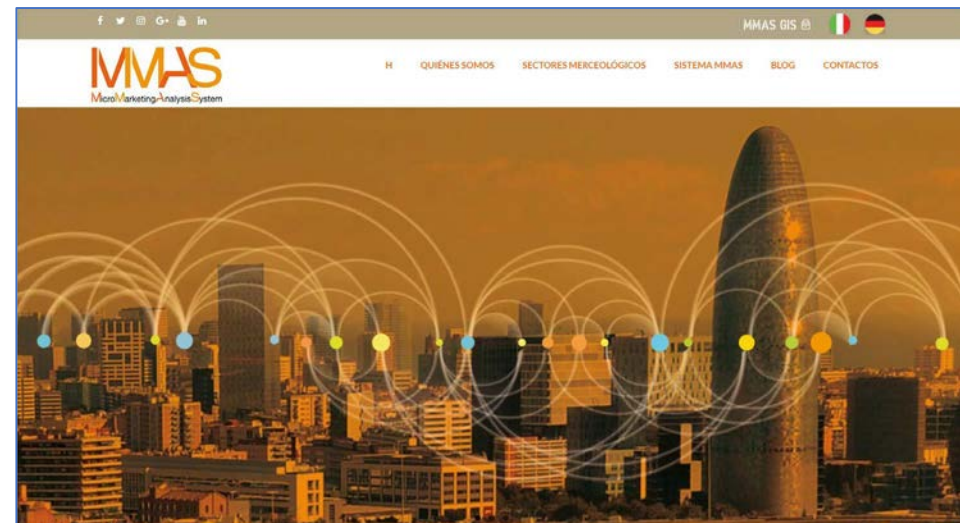 MMAS GIS
MMAS
MicroMarketingAnalysisSystem
H QUIÉNES SOMOS SECTORES MERCEOLÓGICOS SISTEMA MMAS BLOG CONTACTOS